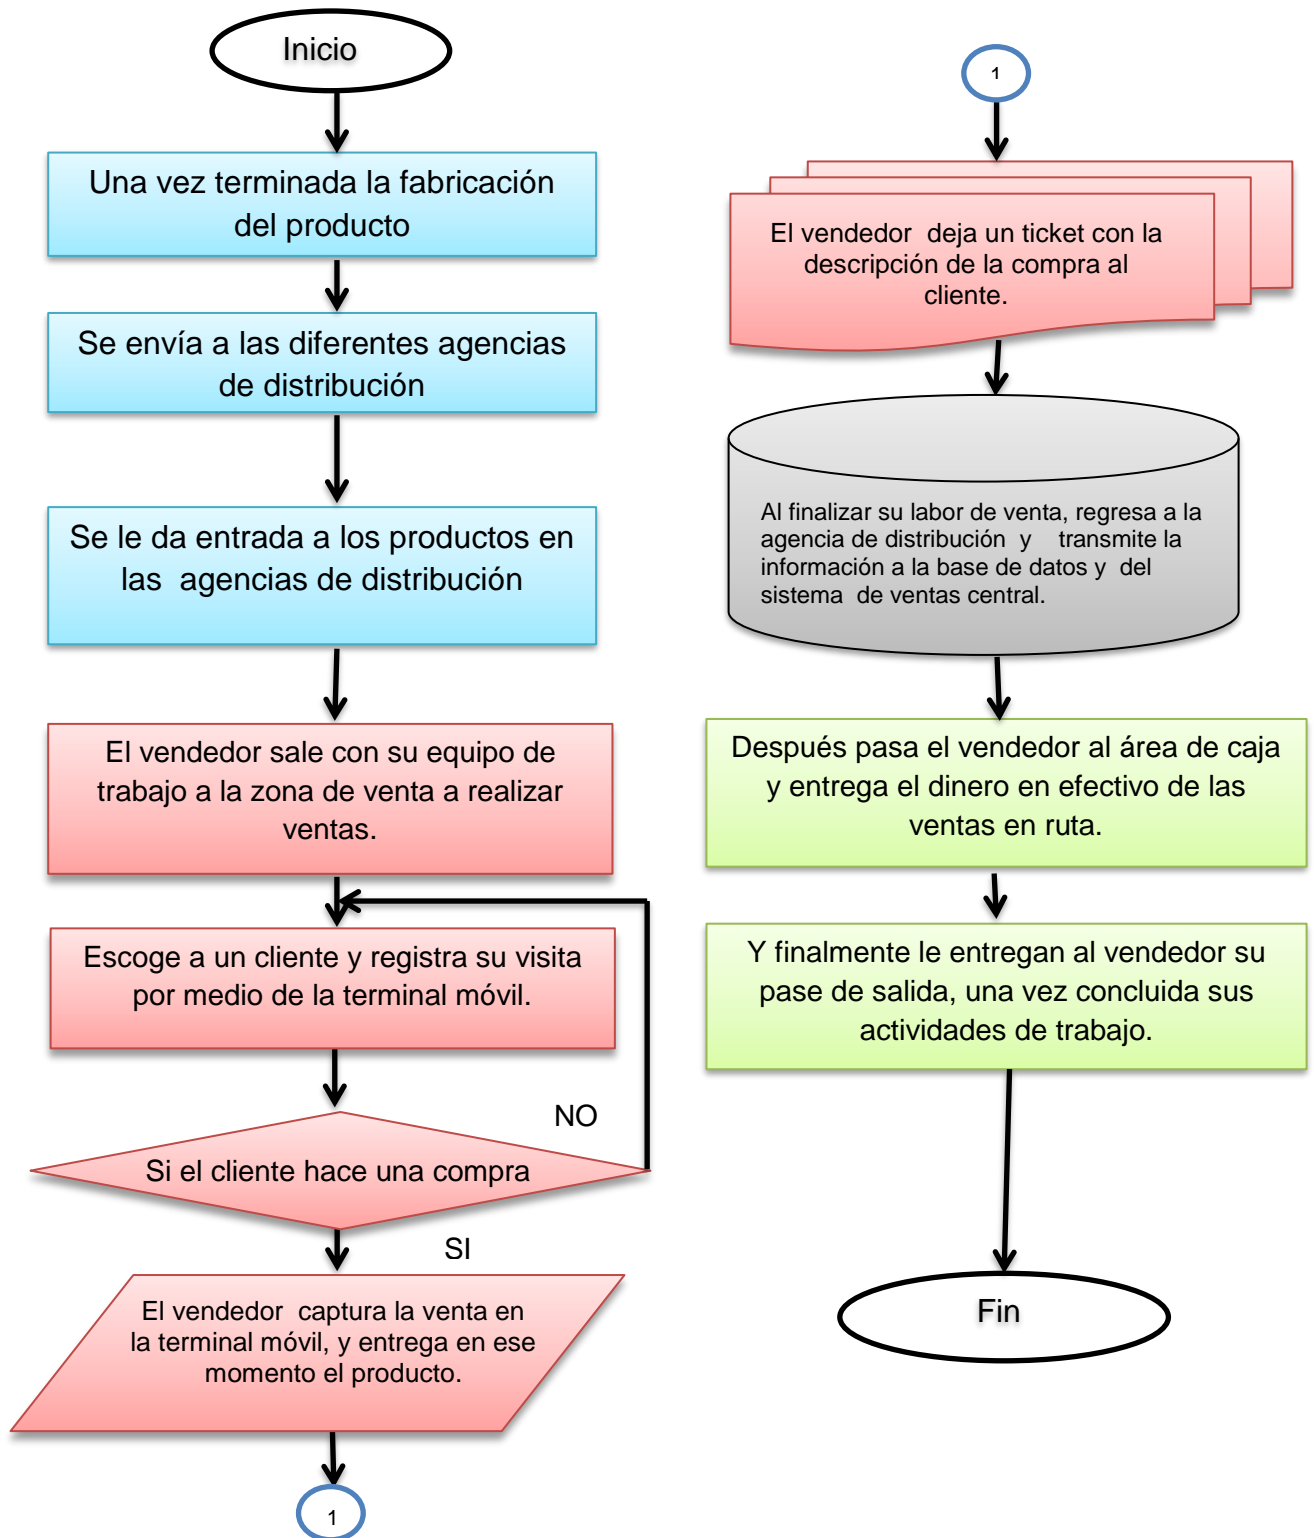 Inicio
Una vez terminada la fabricación
del producto
Se envía a las diferentes agencias
de distribución
Se le da entrada a los productos en
las agencias de distribución
El vendedor sale con su equipo de
trabajo a la zona de venta a realizar
ventas.
Escoge a un cliente y registra su visita
por medio de la terminal móvil.
NO
Si el cliente hace una compra
SI
El vendedor captura la venta en
la terminal móvil, y entrega en ese
momento el producto.
1
1
El vendedor deja un ticket con la
descripción de la compra al
cliente.
Al finalizar su labor de venta, regresa a la
agencia de distribución y transmite la
información a la base de datos y del
sistema de ventas central.
Después pasa el vendedor al área de caja
y entrega el dinero en efectivo de las
ventas en ruta.
Y finalmente le entregan al vendedor su
pase de salida, una vez concluida sus
actividades de trabajo.
Fin